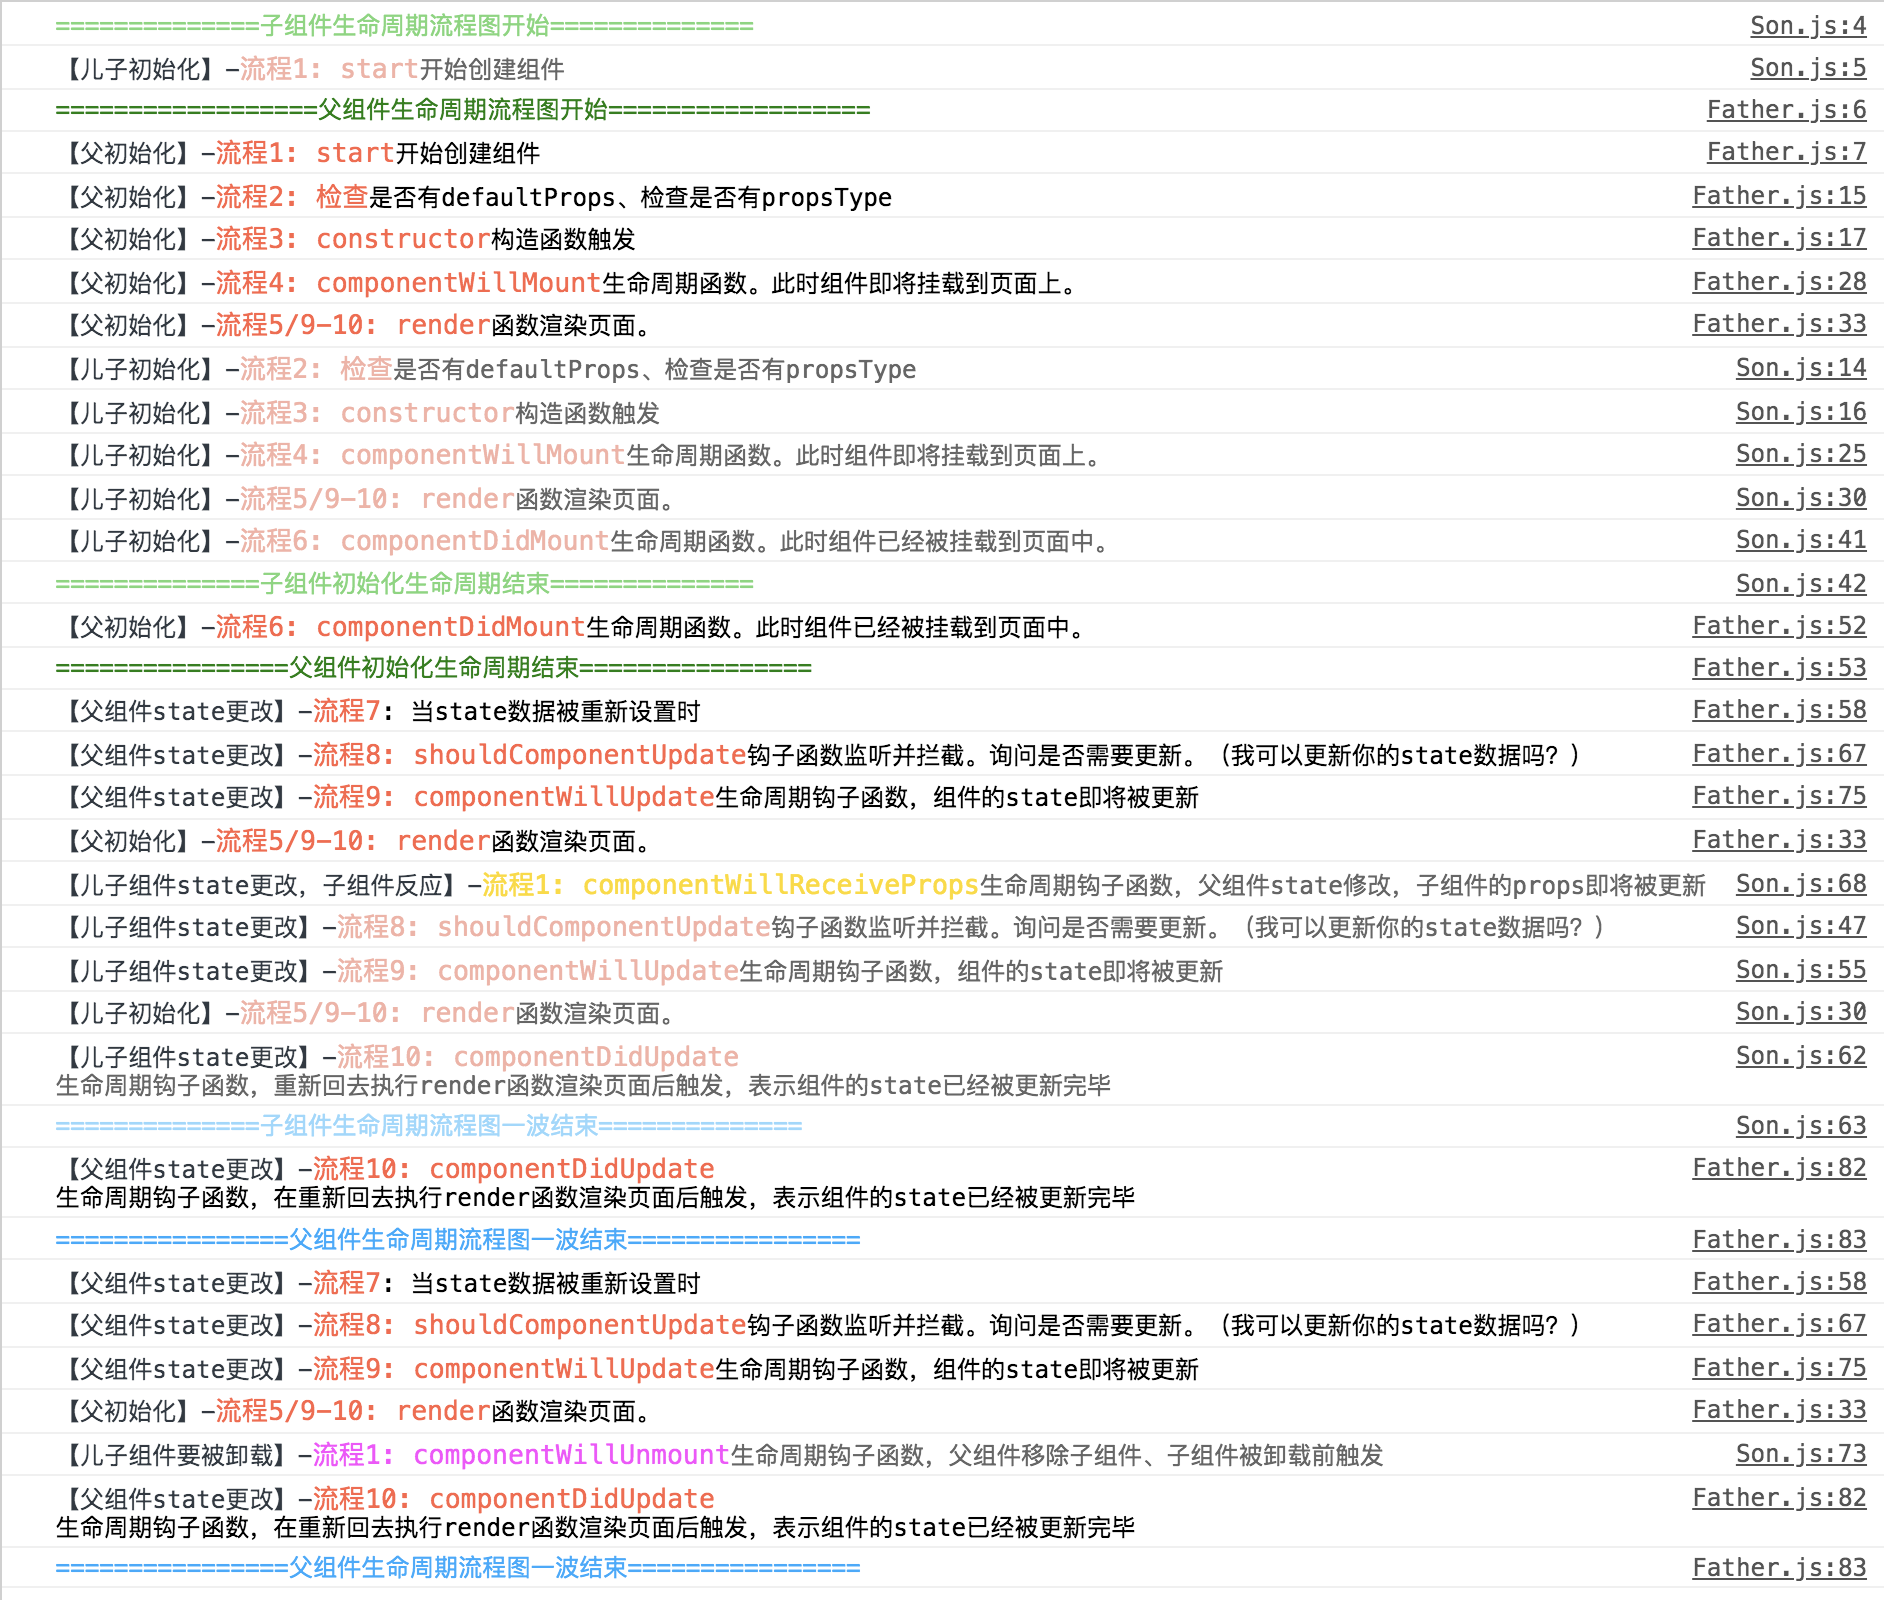 ==============子组件生命周期流程图开始============== Son.js:4
【儿子初始化】-流程1: start开始创建组件 Son.js:5
==================父组件生命周期流程图开始================== Father.js:6
【父初始化】-流程1: start开始创建组件 Father.js:7
【父初始化】-流程2: 检查是否有defaultProps、检查是否有propsType Father.js:15
【父初始化】-流程3: constructor构造函数触发 Father.js:17
【父初始化】-流程4: componentWillMount生命周期函数。此时组件即将挂载到页面上。 Father.js:28
【父初始化】-流程5/9-10: render函数渲染页面。 Father.js:33
【儿子初始化】-流程2: 检查是否有defaultProps、检查是否有propsType Son.js:14
【儿子初始化】-流程3: constructor构造函数触发 Son.js:16
【儿子初始化】-流程4: componentWillMount生命周期函数。此时组件即将挂载到页面上。 Son.js:25
【儿子初始化】-流程5/9-10: render函数渲染页面。 Son.js:30
【儿子初始化】-流程6: componentDidMount生命周期函数。此时组件已经被挂载到页面中。 Son.js:41
==============子组件初始化生命周期结束============== Son.js:42
【父初始化】-流程6: componentDidMount生命周期函数。此时组件已经被挂载到页面中。 Father.js:52
================父组件初始化生命周期结束================ Father.js:53
【父组件state更改】-流程7: 当state数据被重新设置时 Father.js:58
【父组件state更改】-流程8: shouldComponentUpdate钩子函数监听并拦截。询问是否需要更新。（我可以更新你的state数据吗？） Father.js:67
【父组件state更改】-流程9: componentWillUpdate生命周期钩子函数，组件的state即将被更新 Father.js:75
【父初始化】-流程5/9-10: render函数渲染页面。 Father.js:33
【儿子组件state更改，子组件反应】-流程1: componentWillReceiveProps生命周期钩子函数，父组件state修改，子组件的props即将被更新 Son.js:68
【儿子组件state更改】-流程8: shouldComponentUpdate钩子函数监听并拦截。询问是否需要更新。（我可以更新你的state数据吗？） Son.js:47
【儿子组件state更改】-流程9: componentWillUpdate生命周期钩子函数，组件的state即将被更新 Son.js:55
【儿子初始化】-流程5/9-10: render函数渲染页面。 Son.js:30
【儿子组件state更改】-流程10: componentDidUpdate Son.js:62
生命周期钩子函数，重新回去执行render函数渲染页面后触发，表示组件的state已经被更新完毕
==============子组件生命周期流程图一波结束============== Son.js:63
【父组件state更改】-流程10: componentDidUpdate Father.js:82
生命周期钩子函数，在重新回去执行render函数渲染页面后触发，表示组件的state已经被更新完毕
================父组件生命周期流程图一波结束================ Father.js:83
【父组件state更改】-流程7: 当state数据被重新设置时 Father.js:58
【父组件state更改】-流程8: shouldComponentUpdate钩子函数监听并拦截。询问是否需要更新。（我可以更新你的state数据吗？） Father.js:67
【父组件state更改】-流程9: componentWillUpdate生命周期钩子函数，组件的state即将被更新 Father.js:75
【父初始化】-流程5/9-10: render函数渲染页面。 Father.js:33
【儿子组件要被卸载】-流程1: componentWillUnmount生命周期钩子函数，父组件移除子组件、子组件被卸载前触发 Son.js:73
【父组件state更改】-流程10: componentDidUpdate Father.js:82
生命周期钩子函数，在重新回去执行render函数渲染页面后触发，表示组件的state已经被更新完毕
================父组件生命周期流程图一波结束================ Father.js:83